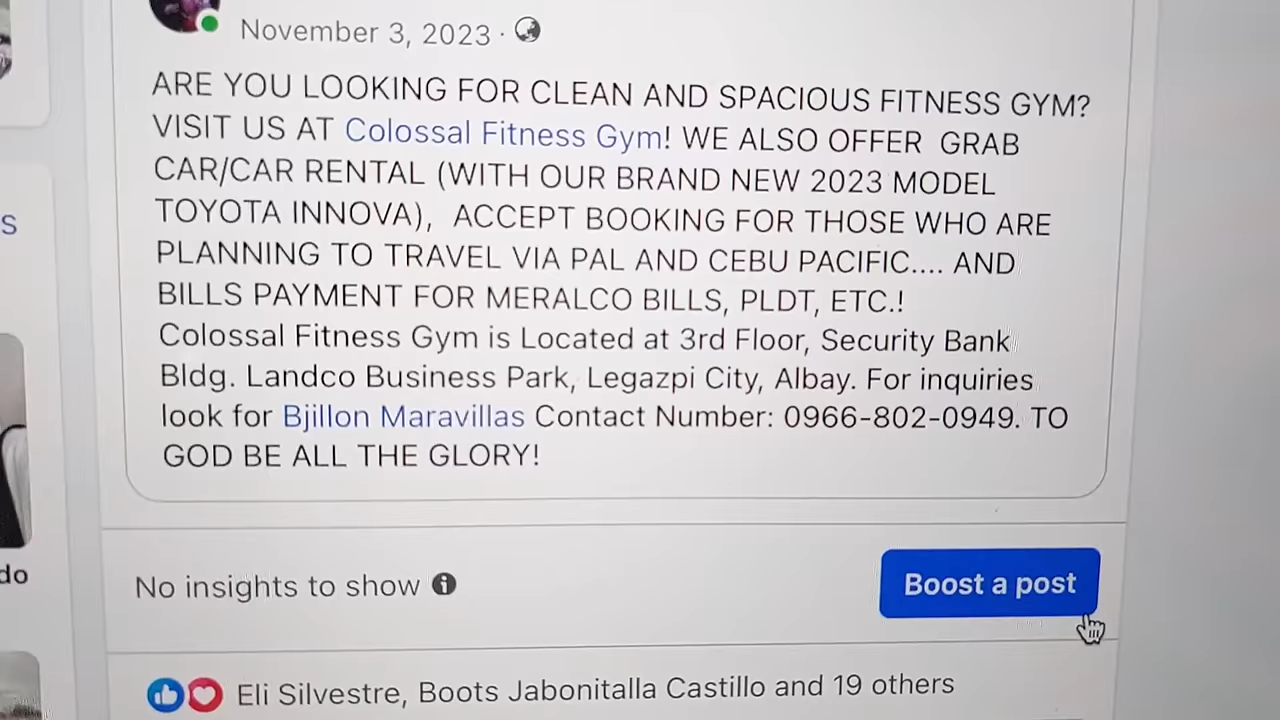 November 3, 2023 ·
ARE YOU LOOKING FOR CLEAN AND SPACIOUS FITNESS GYM?
VISIT US AT Colossal Fitness Gym! WE ALSO OFFER GRAB
CAR/CAR RENTAL (WITH OUR BRAND NEW 2023 MODEL
TOYOTA INNOVA), ACCEPT BOOKING FOR THOSE WHO ARE
PLANNING TO TRAVEL VIA PAL AND CEBU PACIFIC.... AND
BILLS PAYMENT FOR MERALCO BILLS, PLDT, ETC.!
Colossal Fitness Gym is Located at 3rd Floor, Security Bank
Bldg. Landco Business Park, Legazpi City, Albay. For inquiries
look for Bjillon Maravillas Contact Number: 0966-802-0949. TO
GOD BE ALL THE GLORY!
S
do
No insights to show
Boost a post
Eli Silvestre, Boots Jabonitalla Castillo and 19 others